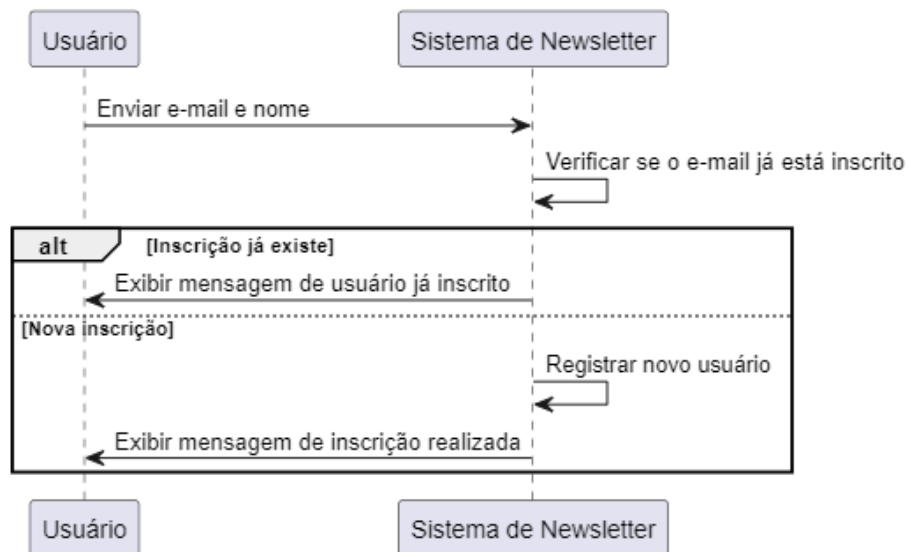 Usuário
Sistema de Newsletter
Enviar e-mail e nome
Verificar se o e-mail já está inscrito
alt
[Inscrição já existe]
Exibir mensagem de usuário já inscrito
[Nova inscrição]
Registrar novo usuário
Exibir mensagem de inscrição realizada
Usuário
Sistema de Newsletter